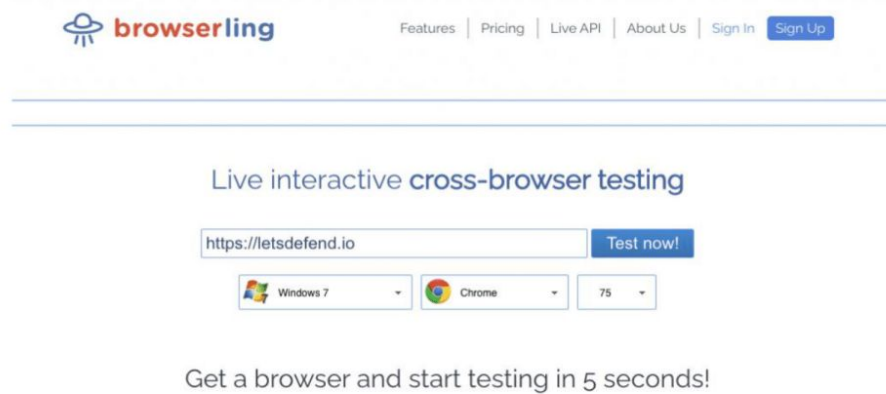 browserling Features Pricing Live API About Us Sign In Sign Up
Live interactive cross-browser testing
https://letsdefend.io Test now!
Windows 7 Chrome 75
Get a browser and start testing in 5 seconds!